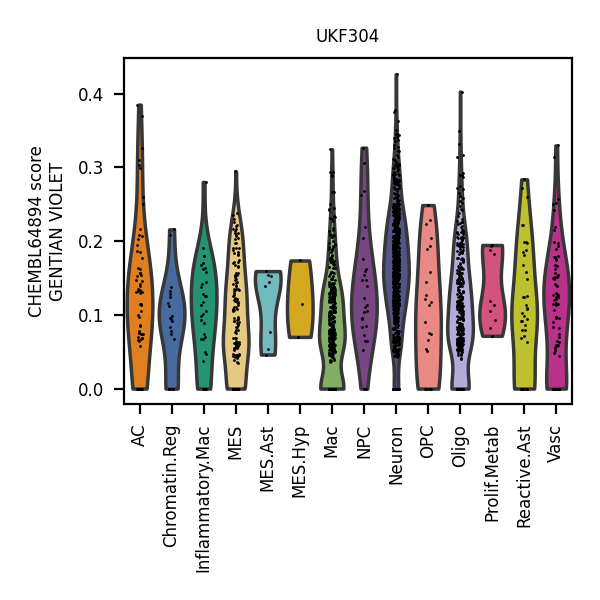 UKF304
CHEMBL64894 score
GENTIAN VIOLET
0.4
0.3
0.2
0.1
0.0
AC
Chromatin.Reg
Inflammatory.Mac
MES
MES.Ast
MES.Hyp
Mac
NPC
Neuron
OPC
Oligo
Prolif.Metab
Reactive.Ast
Vasc